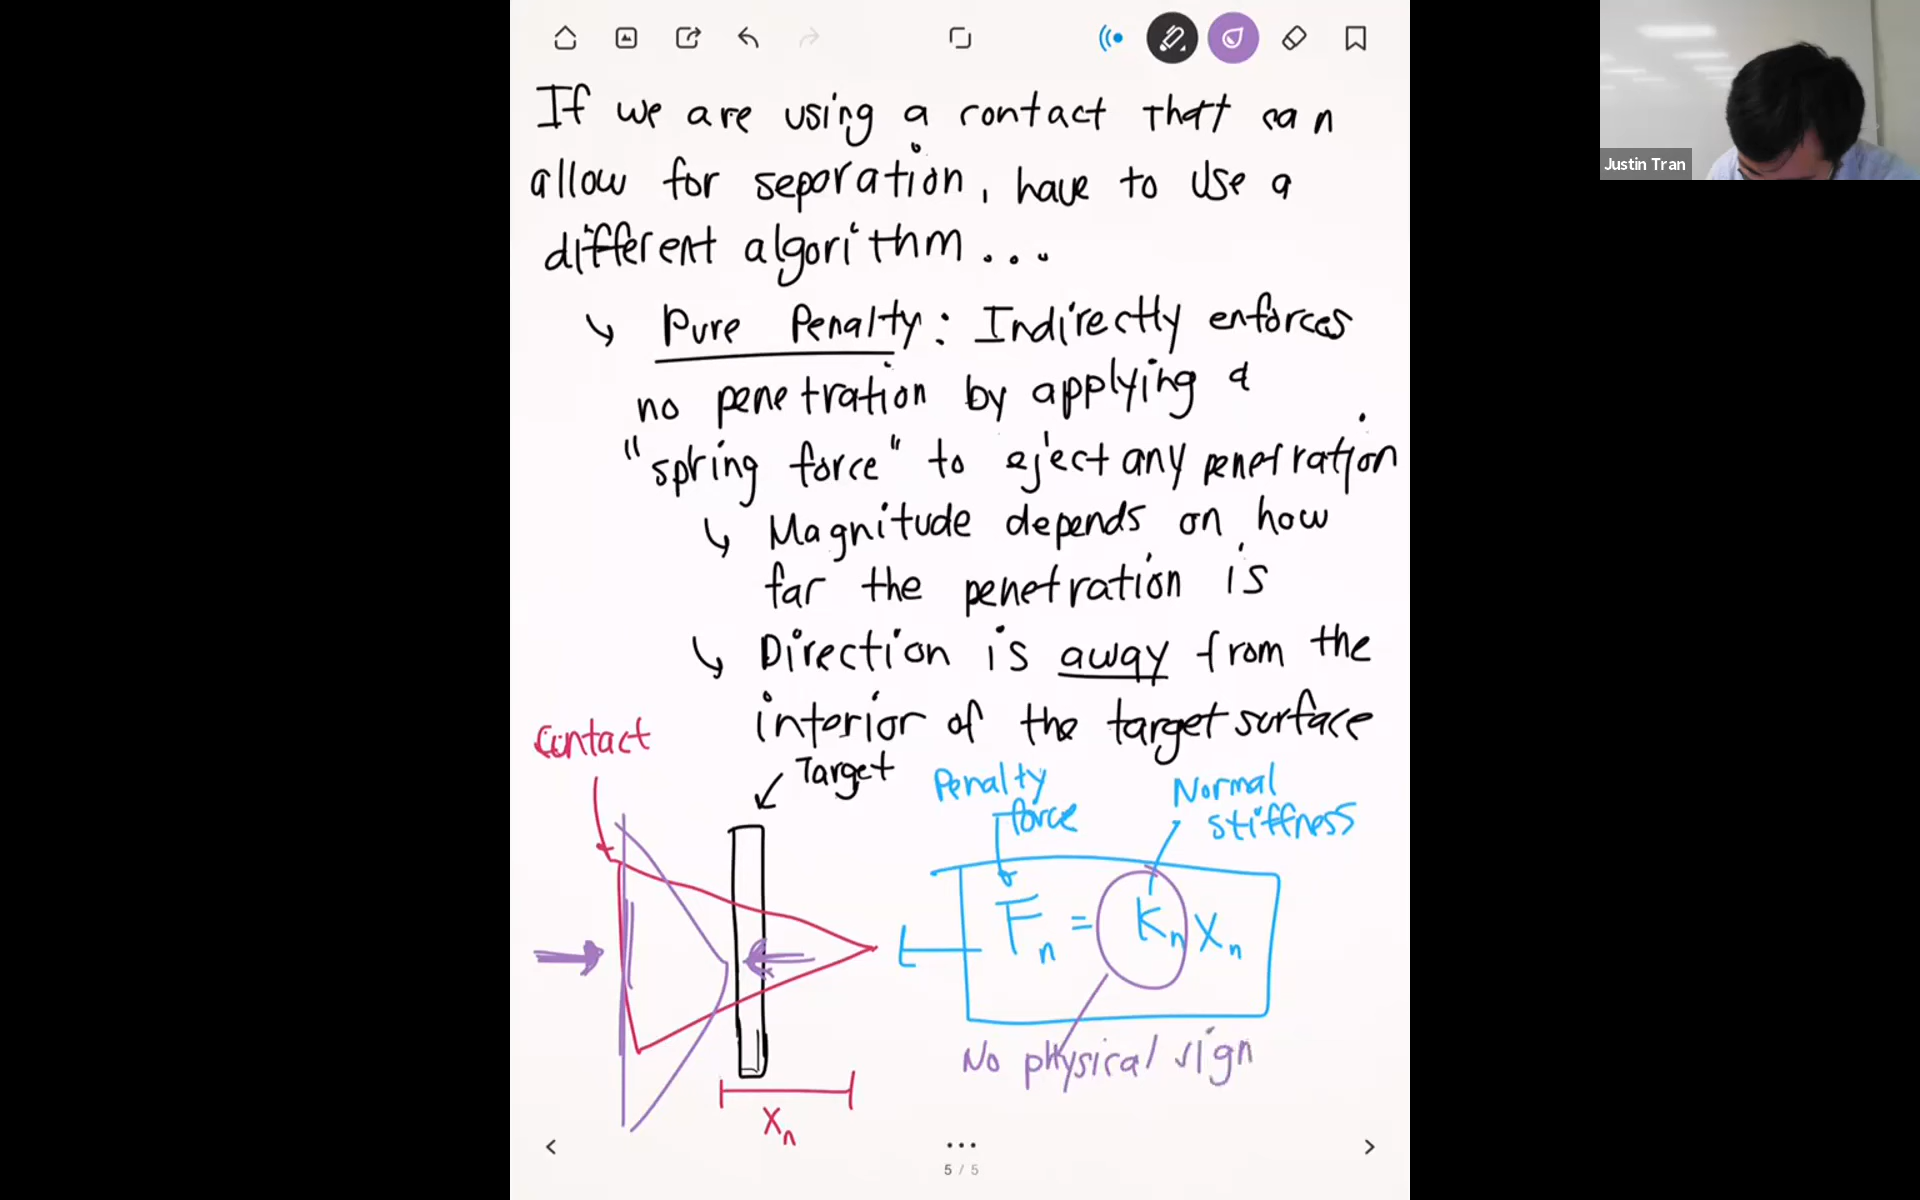 If we are using a contact that can
allow for separation, have to use a
different algorithm...
↳ Pure Penalty: Indirectly enforces
no penetration by applying a
"spring force" to eject any penetration
↳ Magnitude depends on how
far the penetration is
↳ Direction is away from the
interior of the target surface
Contact
Target
Penalty
force
Normal
stiffness
Fn = Kn Xn
No physical sign
Xn
5 / 5
Justin Tran